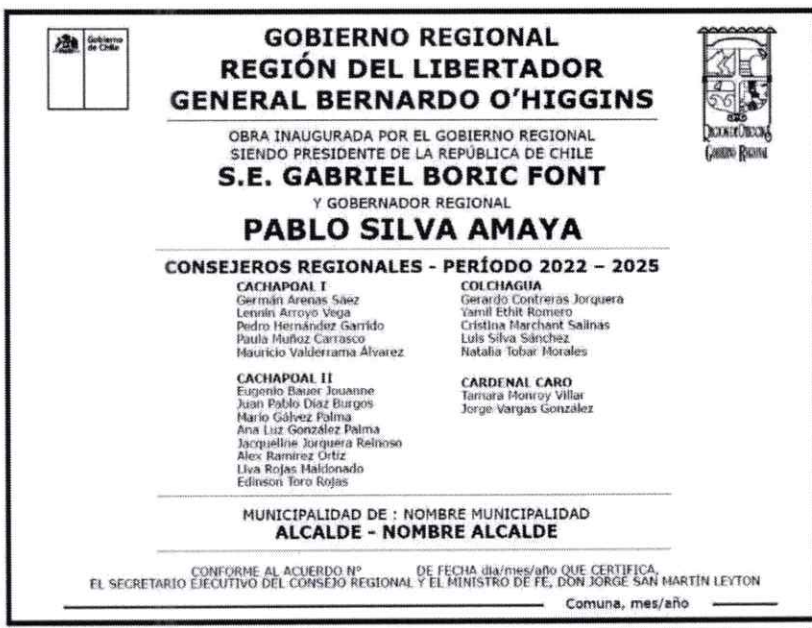 Gobierno
de Chile
GOBIERNO REGIONAL
REGIÓN DEL LIBERTADOR
GENERAL BERNARDO O'HIGGINS
REGION DE O'HIGGINS
GOBIERNO REGIONAL
OBRA INAUGURADA POR EL GOBIERNO REGIONAL
SIENDO PRESIDENTE DE LA REPÚBLICA DE CHILE
S.E. GABRIEL BORIC FONT
Y GOBERNADOR REGIONAL
PABLO SILVA AMAYA
CONSEJEROS REGIONALES - PERÍODO 2022 – 2025
CACHAPOAL I
Germán Arenas Sáez
Lennin Arroyo Vega
Pedro Hernández Garrido
Paula Muñoz Carrasco
Mauricio Valderrama Álvarez
CACHAPOAL II
Eugenio Bauer Jouanne
Juan Pablo Díaz Burgos
Mario Gálvez Palma
Ana Luz González Palma
Jacqueline Jorquera Reinoso
Alex Ramírez Ortiz
Liva Rojas Maldonado
Edinson Toro Rojas
COLCHAGUA
Gerardo Contreras Jorquera
Yamil Ethit Romero
Cristina Marchant Salinas
Luis Silva Sánchez
Natalia Tobar Morales
CARDENAL CARO
Tamara Monroy Villar
Jorge Vargas González
MUNICIPALIDAD DE : NOMBRE MUNICIPALIDAD
ALCALDE - NOMBRE ALCALDE
CONFORME AL ACUERDO Nº DE FECHA dia/mes/año QUE CERTIFICA,
EL SECRETARIO EJECUTIVO DEL CONSEJO REGIONAL Y EL MINISTRO DE FE, DON JORGE SAN MARTÍN LEYTON
Comuna, mes/año